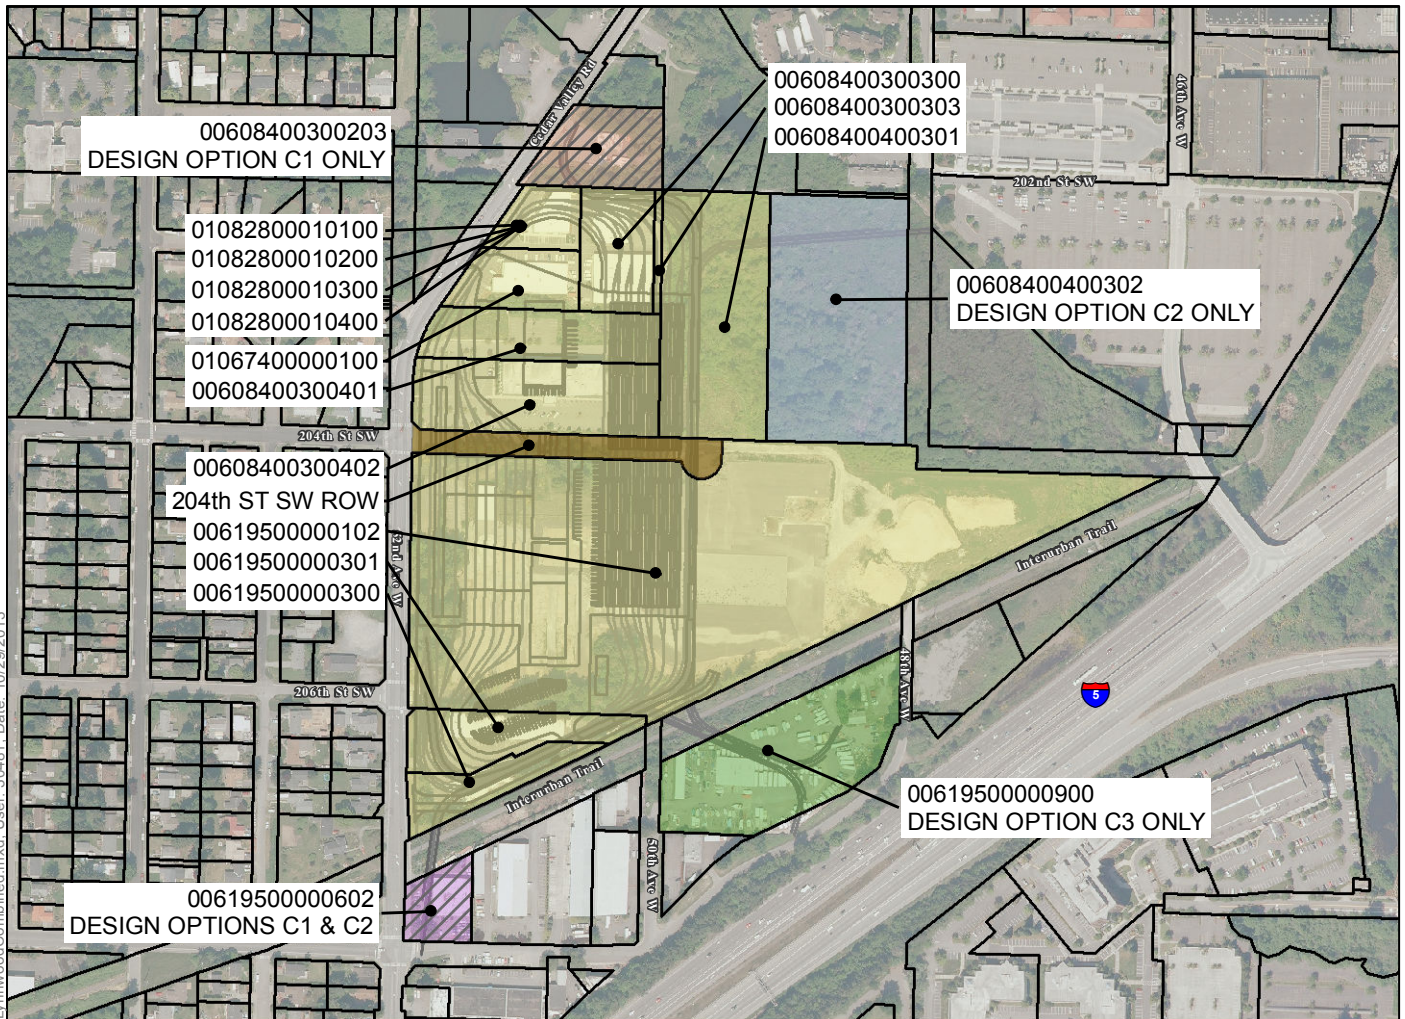 Cedar Valley Rd
46th Ave W
00608400300300
00608400300303
00608400400301
00608400300203
DESIGN OPTION C1 ONLY
202nd St SW
01082800010100
01082800010200
01082800010300
01082800010400
01067400000100
00608400300401
00608400400302
DESIGN OPTION C2 ONLY
204th St SW
00608400300402
204th ST SW ROW
00619500000102
00619500000301
00619500000300
2nd Ave W
Interurban Trail
48th Ave W
206th St SW
5
Interurban Trail
00619500000900
DESIGN OPTION C3 ONLY
50th Ave W
00619500000602
DESIGN OPTIONS C1 & C2